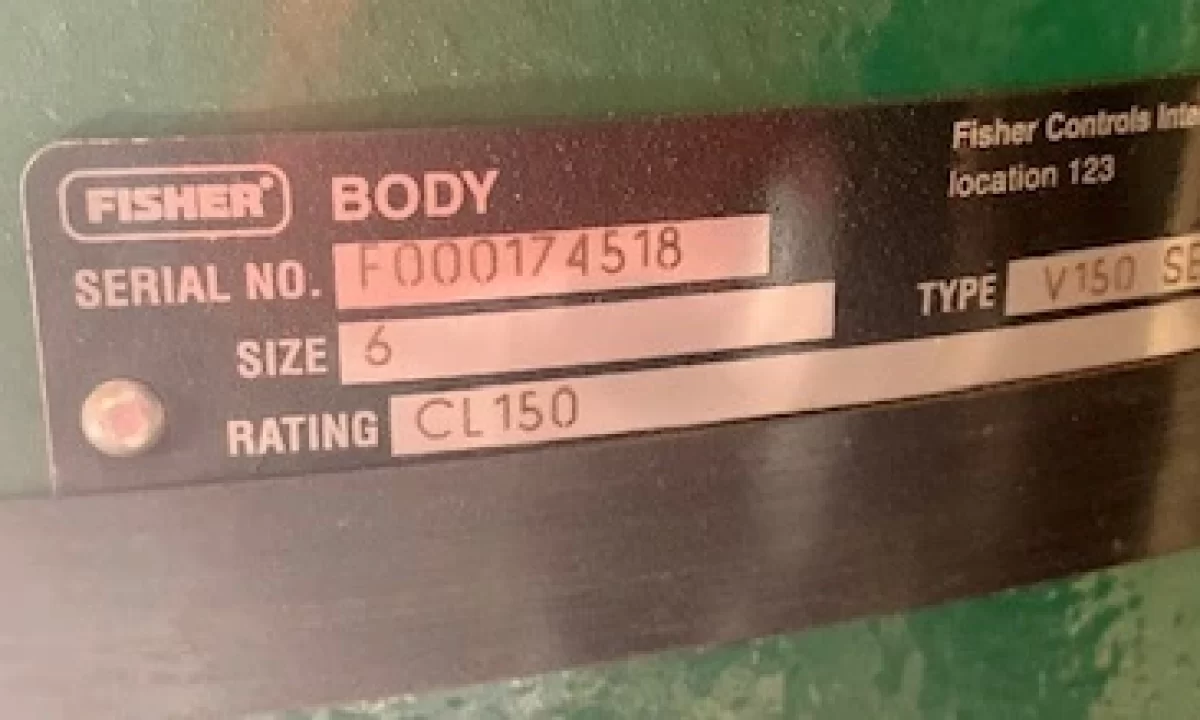 FISHER® BODY
Fisher Controls
location 123
SERIAL NO. F000174518
TYPE V150
SIZE 6
RATING CL150